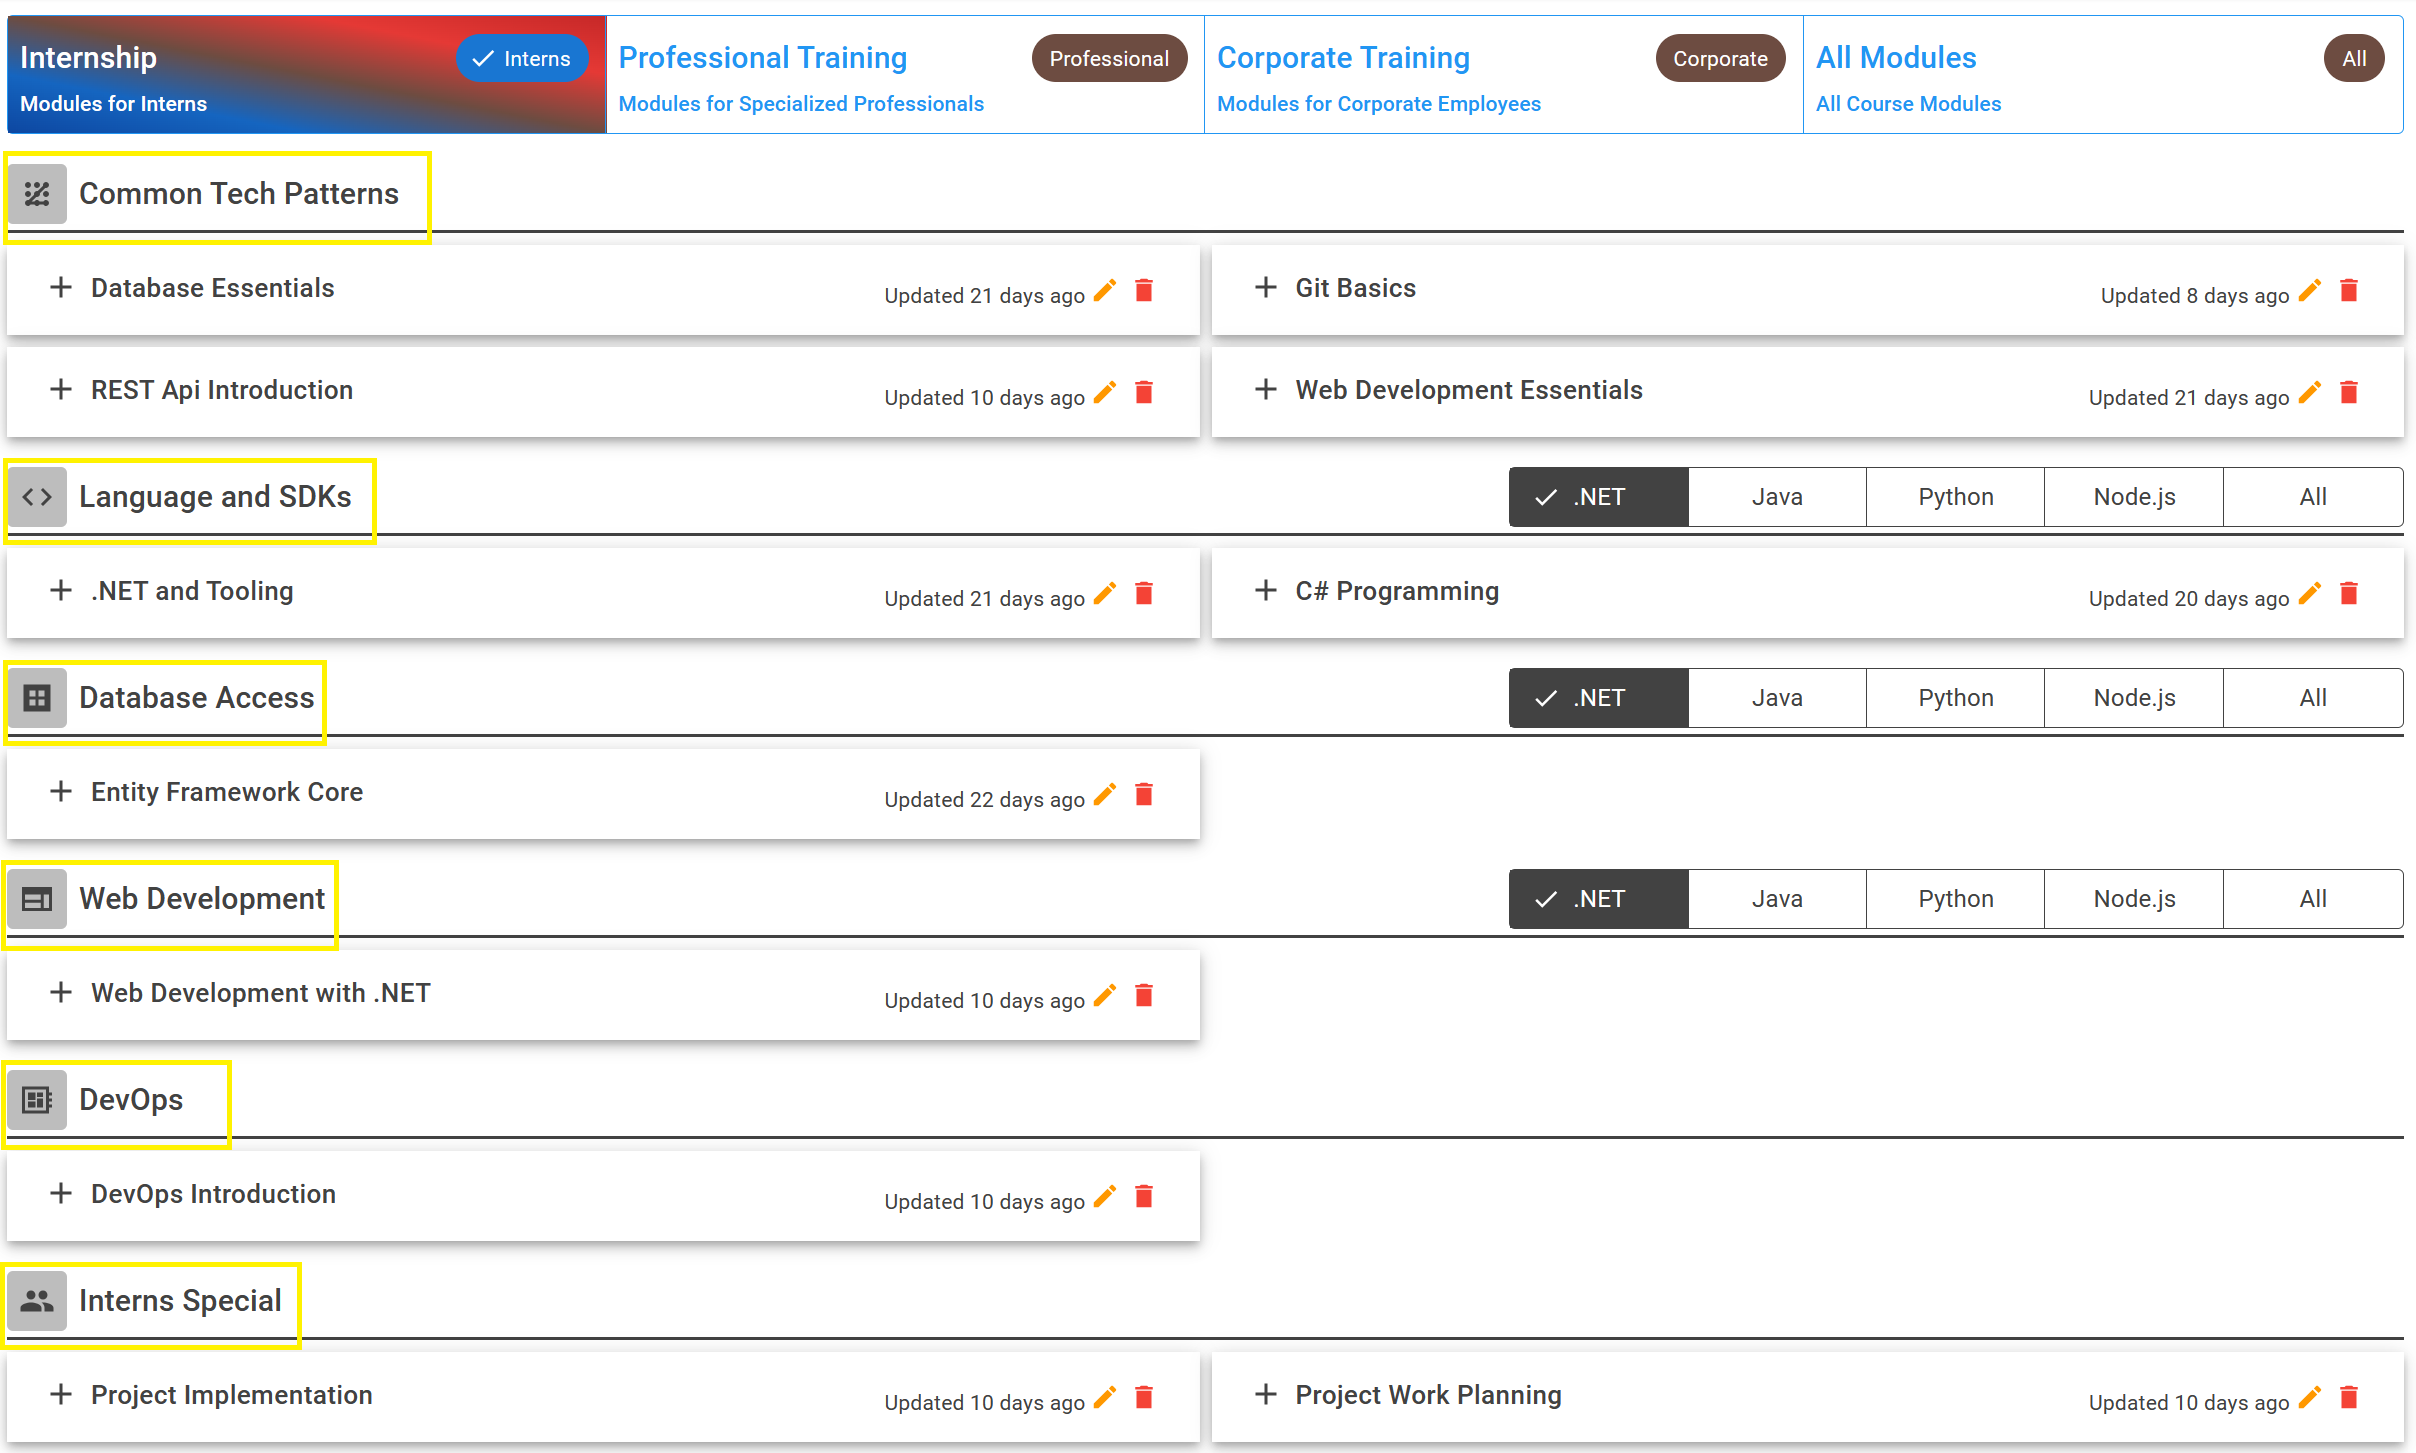 Internship
Interns
Modules for Interns
Professional Training
Professional
Modules for Specialized Professionals
Corporate Training
Corporate
Modules for Corporate Employees
All Modules
All
All Course Modules
Common Tech Patterns
Database Essentials
Updated 21 days ago
Git Basics
Updated 8 days ago
REST Api Introduction
Updated 10 days ago
Web Development Essentials
Updated 21 days ago
Language and SDKs
.NET
Java
Python
Node.js
All
.NET and Tooling
Updated 21 days ago
C# Programming
Updated 20 days ago
Database Access
.NET
Java
Python
Node.js
All
Entity Framework Core
Updated 22 days ago
Web Development
.NET
Java
Python
Node.js
All
Web Development with .NET
Updated 10 days ago
DevOps
DevOps Introduction
Updated 10 days ago
Interns Special
Project Implementation
Updated 10 days ago
Project Work Planning
Updated 10 days ago